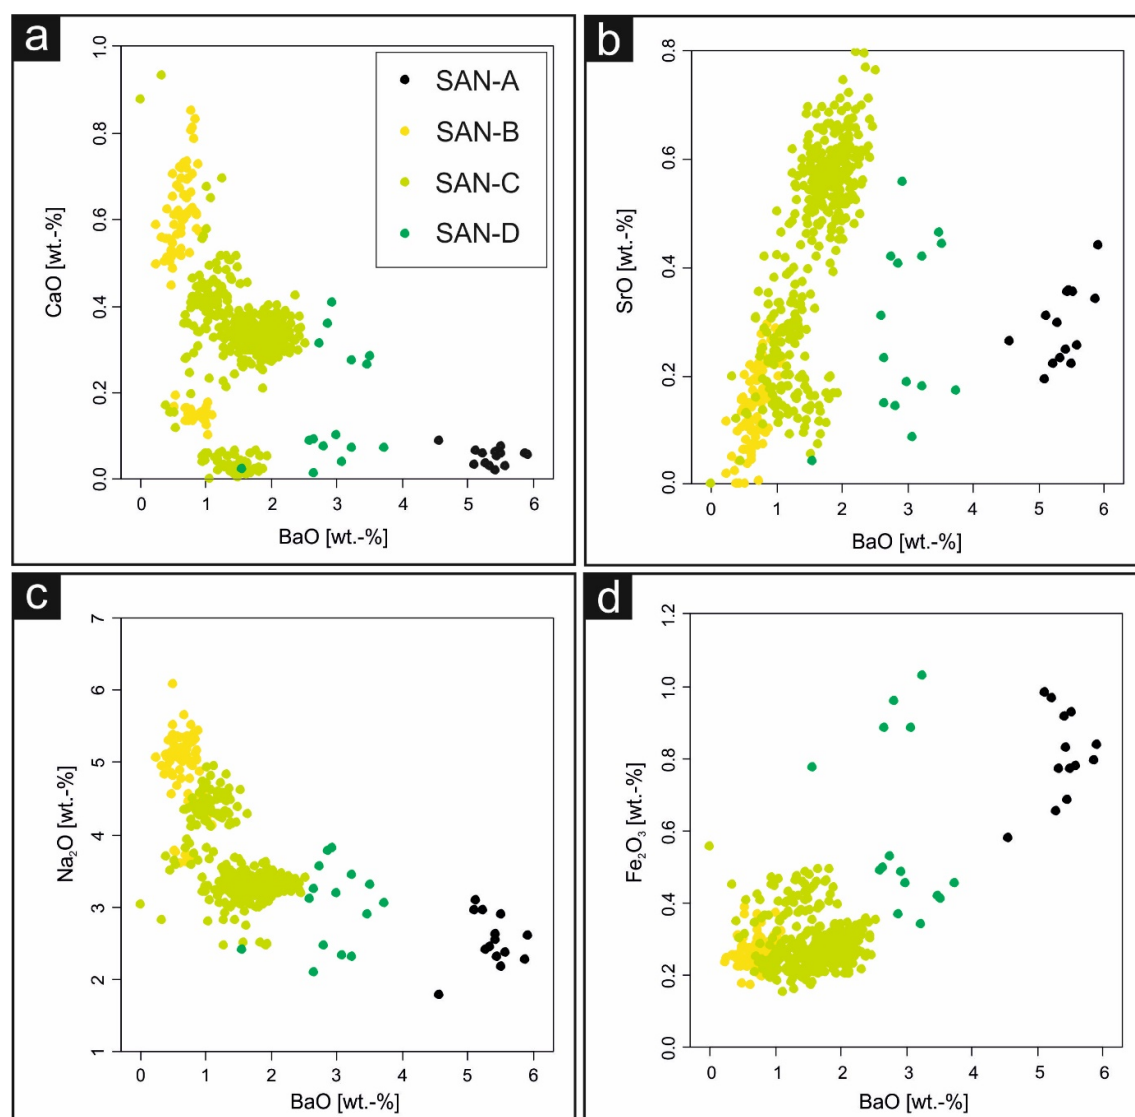 a
1.0
0.8
0.6
0.4
0.2
0.0
CaO [wt.-%]
SAN-A
SAN-B
SAN-C
SAN-D
0 1 2 3 4 5 6
BaO [wt.-%]
b
0.8
0.6
0.4
0.2
0.0
SrO [wt.-%]
0 1 2 3 4 5 6
BaO [wt.-%]
c
7
6
5
4
3
2
1
Na₂O [wt.-%]
0 1 2 3 4 5 6
BaO [wt.-%]
d
1.2
1.0
0.8
0.6
0.4
0.2
0.0
Fe₂O₃ [wt.-%]
0 1 2 3 4 5 6
BaO [wt.-%]